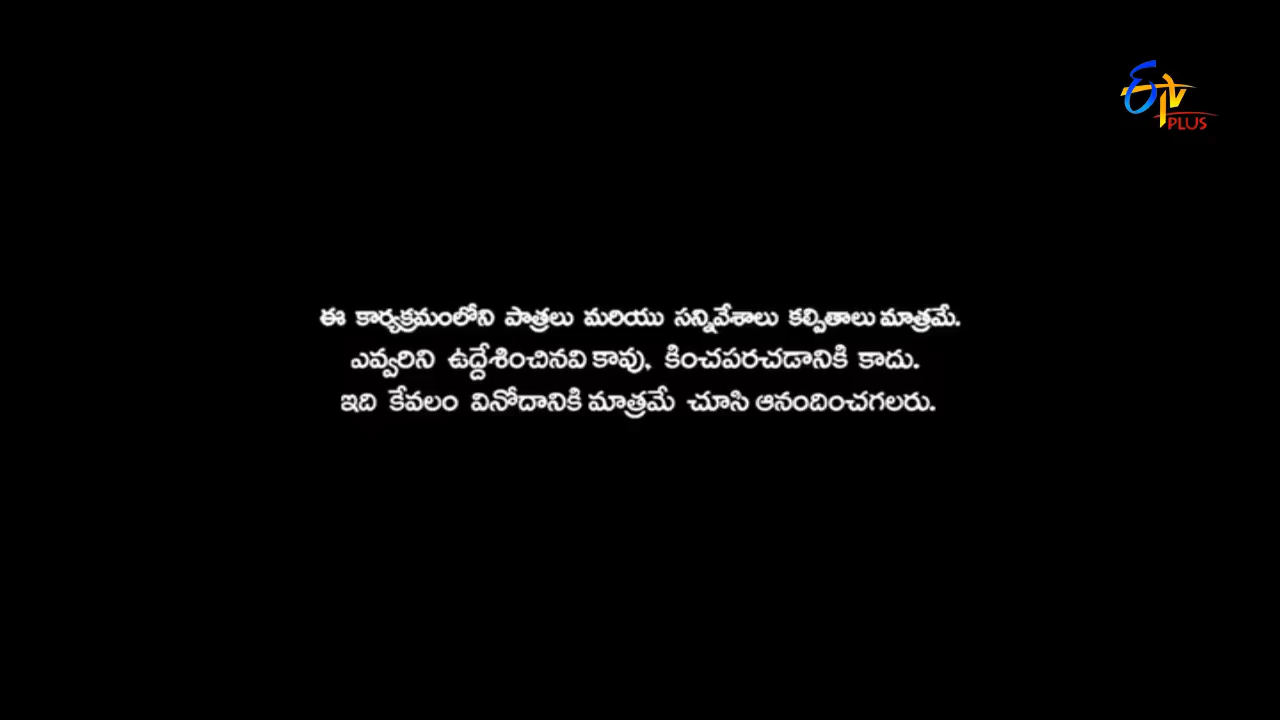 ETV
PLUS
ఈ కార్యక్రమంలోని పాత్రలు మరియు సన్నివేశాలు కల్పితాలు మాత్రమే.
ఎవ్వరిని ఉద్దేశించినవి కావు, కించపరచడానికి కాదు.
ఇది కేవలం వినోదానికి మాత్రమే చూసి ఆనందించగలరు.